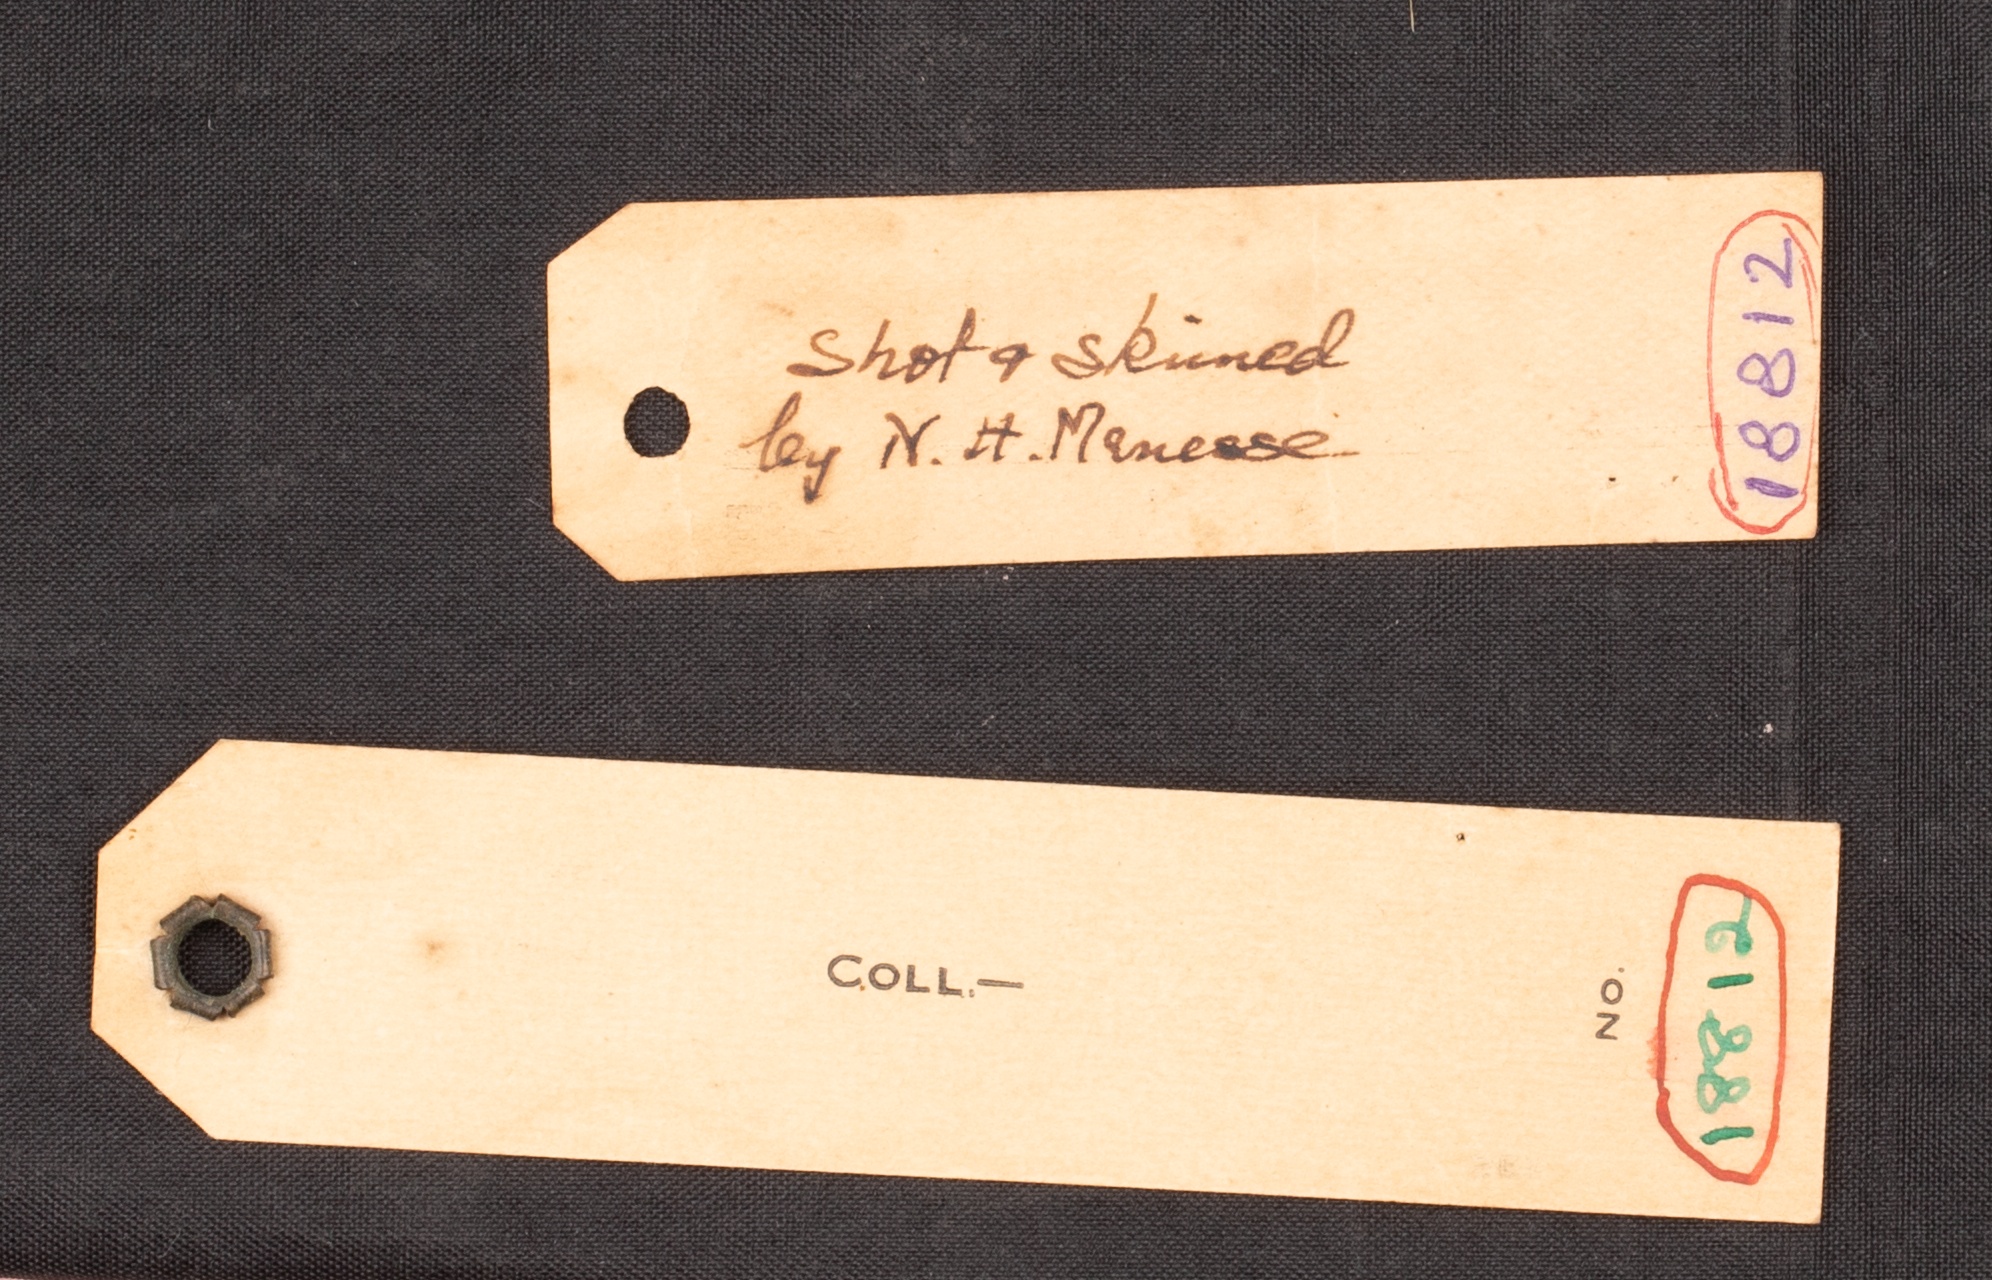 Shot & Skinned
by N. H. Manesse
18812
COLL.—
NO.
18812